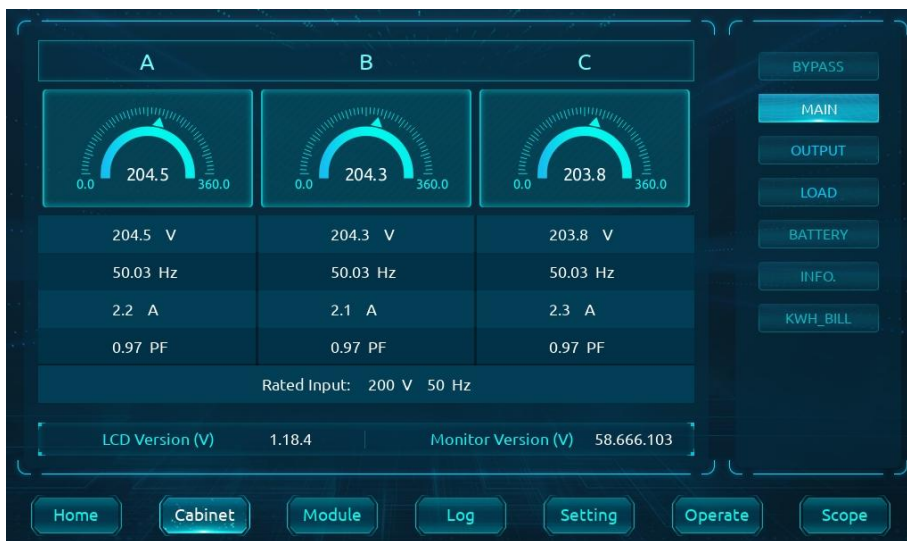 A B C
BYPASS
MAIN
OUTPUT
LOAD
BATTERY
INFO.
KWH_BILL
204.5 204.3 203.8
0.0 360.0 0.0 360.0 0.0 360.0
204.5 V 204.3 V 203.8 V
50.03 Hz 50.03 Hz 50.03 Hz
2.2 A 2.1 A 2.3 A
0.97 PF 0.97 PF 0.97 PF
Rated Input: 200 V 50 Hz
LCD Version (V) 1.18.4 Monitor Version (V) 58.666.103
Home Cabinet Module Log Setting Operate Scope